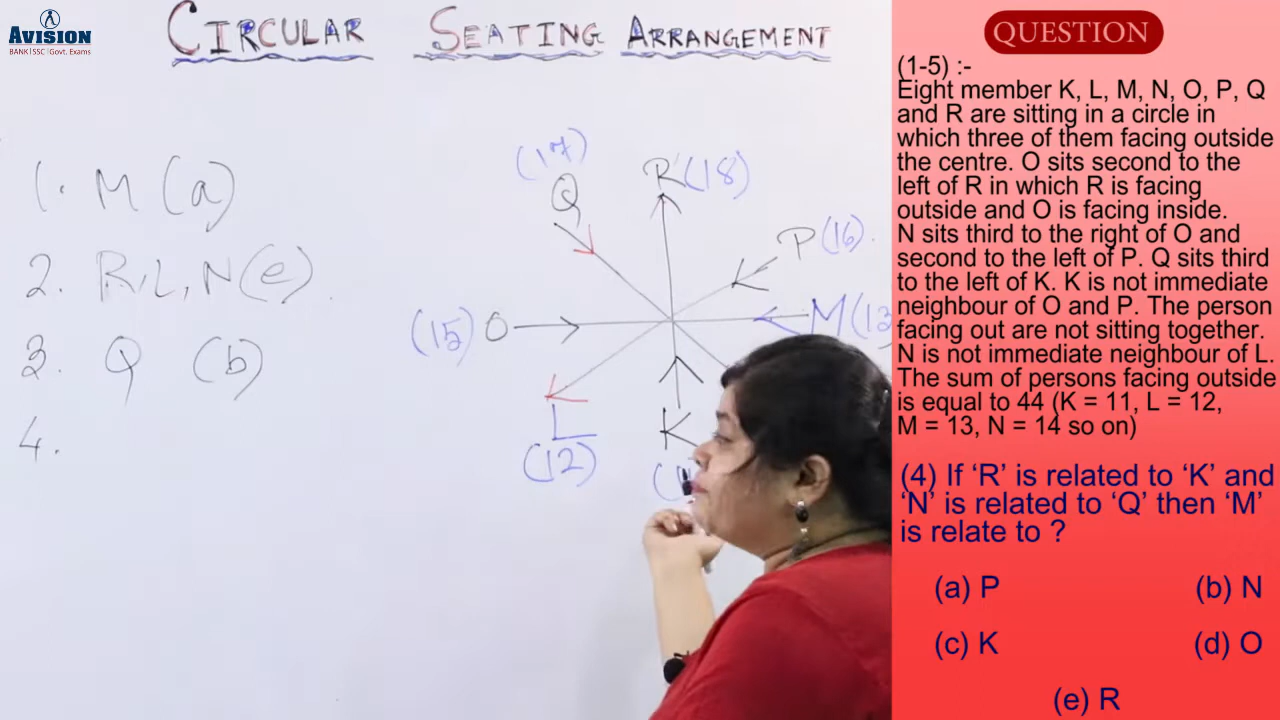 AVISION
BANK|SSC|Govt. Exams
CIRCULAR SEATING ARRANGEMENT
1. M (a)
2. R, L, N (e)
3. Q (b)
4.
(17)
Q
R (18)
P (16)
(15) O
M (13
L
(12)
K
QUESTION
(1-5) :-
Eight member K, L, M, N, O, P, Q
and R are sitting in a circle in
which three of them facing outside
the centre. O sits second to the
left of R in which R is facing
outside and O is facing inside.
N sits third to the right of O and
second to the left of P. Q sits third
to the left of K. K is not immediate
neighbour of O and P. The person
facing out are not sitting together.
N is not immediate neighbour of L.
The sum of persons facing outside
is equal to 44 (K = 11, L = 12,
M = 13, N = 14 so on)
(4) If ‘R’ is related to ‘K’ and
‘N’ is related to ‘Q’ then ‘M’
is relate to ?
(a) P (b) N
(c) K (d) O
(e) R